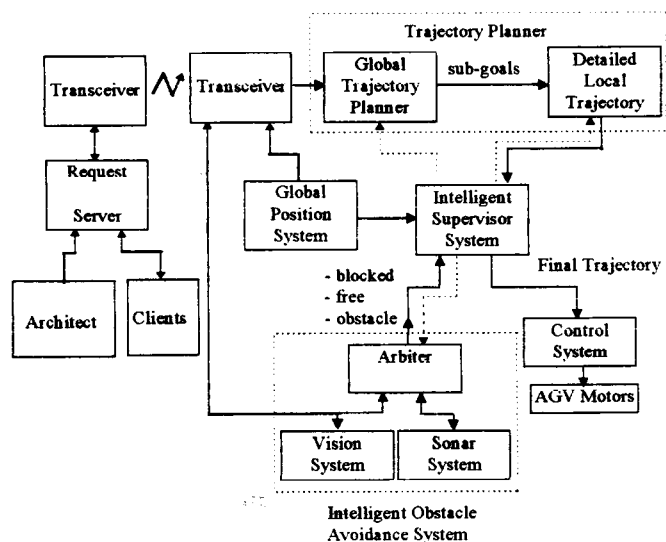 Trajectory Planner
Transceiver
Transceiver
Global
Trajectory
Planner
sub-goals
Detailed
Local
Trajectory
Request
Server
Global
Position
System
Intelligent
Supervisor
System
Architect
Clients
- blocked
- free
- obstacle
Final Trajectory
Control
System
AGV Motors
Arbiter
Vision
System
Sonar
System
Intelligent Obstacle
Avoidance System